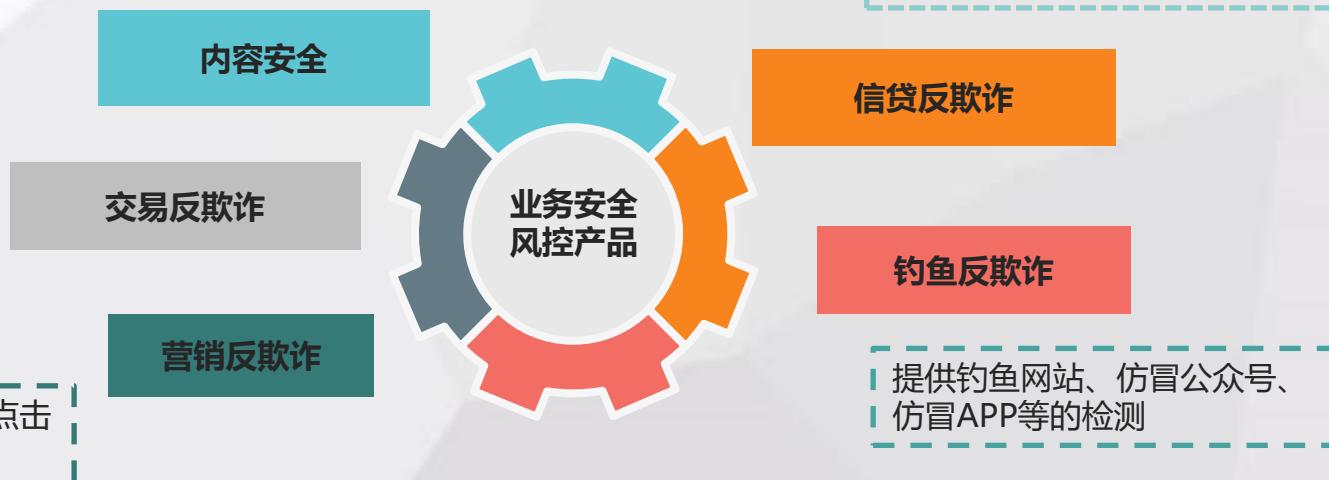 内容安全
信贷反欺诈
交易反欺诈
业务安全
风控产品
钓鱼反欺诈
营销反欺诈
提供钓鱼网站、仿冒公众号、
仿冒APP等的检测
点击